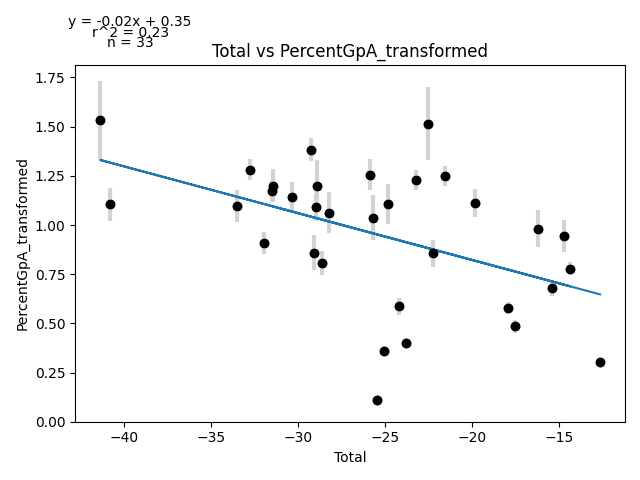 y = -0.02x + 0.35
r^2 = 0.23
n = 33
Total vs PercentGpA_transformed
1.75
1.50
1.25
1.00
0.75
0.50
0.25
0.00
PercentGpA_transformed
−40
−35
−30
−25
−20
−15
Total